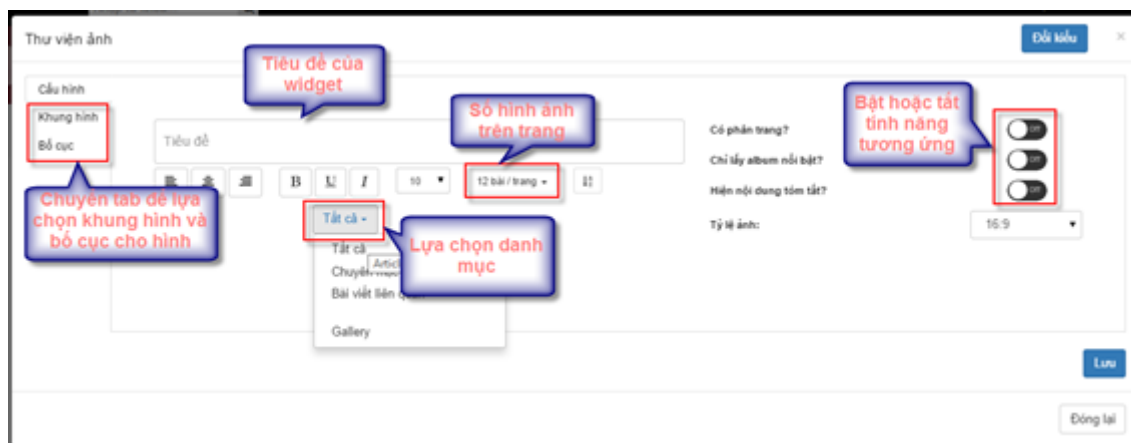 Thư viện ảnh
Đổi kiểu
×
Cấu hình
Khung hình
Bố cục
Tiêu đề của
widget
Tiêu đề
Số hình ảnh
trên trang
Bật hoặc tắt
tính năng
tương ứng
Có phân trang?
Off
Chỉ lấy album nổi bật?
Off
Hiện nội dung tóm tắt?
Off
Tỷ lệ ảnh:
16:9
B U I
10
12 bài / trang
Chuyển tab để lựa
chọn khung hình và
bố cục cho hình
Tất cả
Lựa chọn danh
mục
Tất cả
Chuyên
Bài viết liên
Gallery
Lưu
Đóng lại